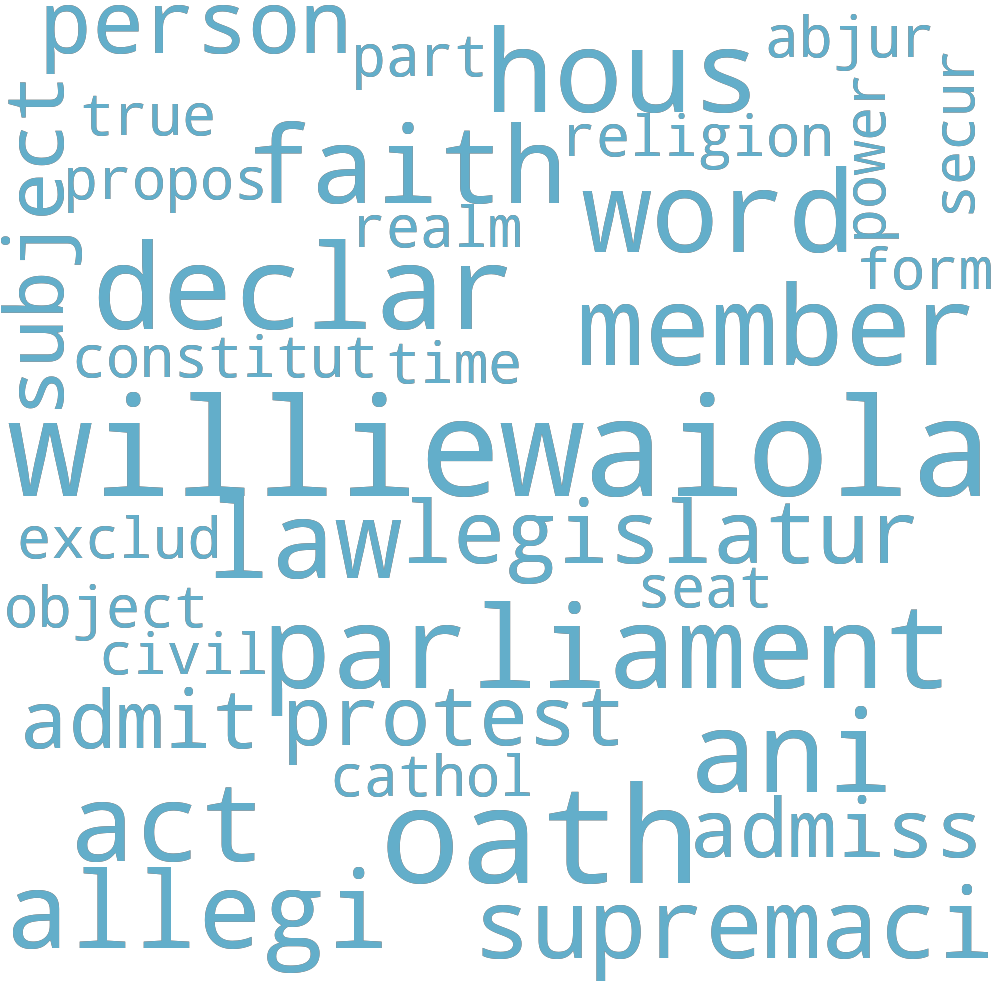 person
part
hous
abjur
subject
true
faith
religion
power
secur
propos
word
realm
declar
form
member
constitut
time
williewaiola
exclud
law
legislatur
object
seat
civil
parliament
admit
protest
ani
cathol
act
oath
admiss
allegi
supremaci